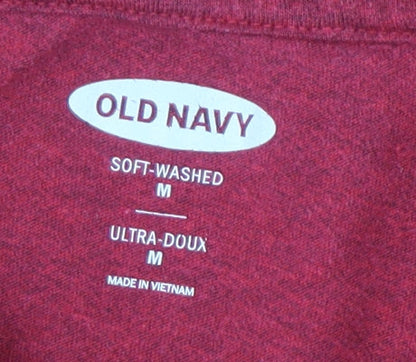 OLD NAVY
SOFT-WASHED
M
ULTRA-DOUX
M
MADE IN VIETNAM